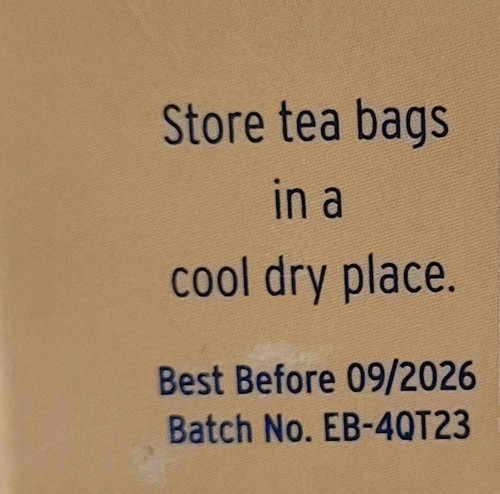 Store tea bags
in a
cool dry place.
Best Before 09/2026
Batch No. EB-4QT23